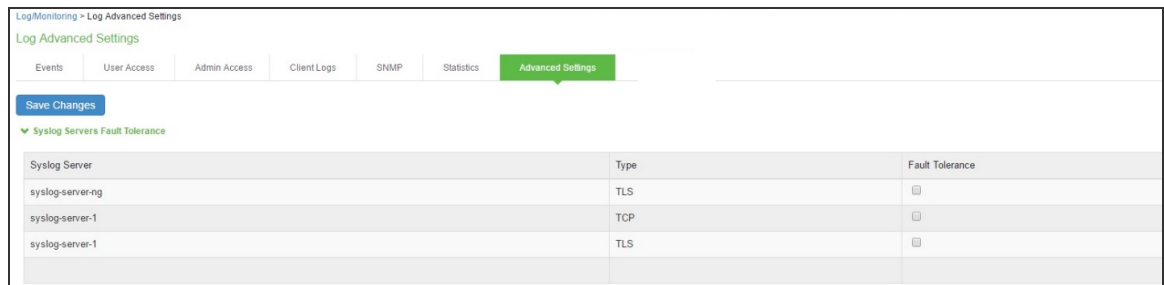 Log/Monitoring > Log Advanced Settings
Log Advanced Settings
Events User Access Admin Access Client Logs SNMP Statistics Advanced Settings
Save Changes
Syslog Servers Fault Tolerance
Syslog Server Type Fault Tolerance
syslog-server-ng TLS
syslog-server-1 TCP
syslog-server-1 TLS